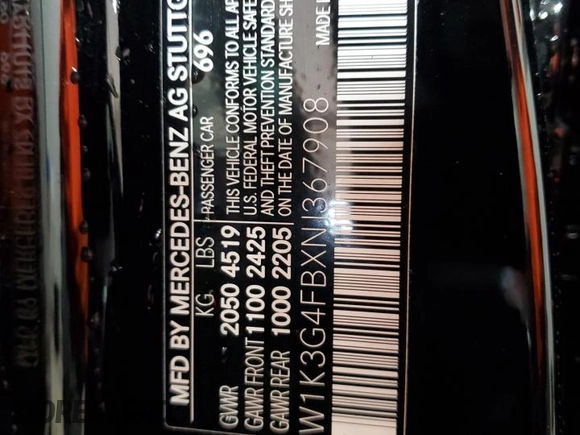 MFD BY MERCEDES-BENZ AG STUTTG
KG. LBS -PASSENGER CAR 696
GVWR 2050 4519 THIS VEHICLE CONFORMS TO ALL AP
GAWR FRONT 1100 2425 U.S. FEDERAL MOTOR VEHICLE SAFE
GAWR REAR 1000 2205 AND THEFT PREVENTION STANDARD
ON THE DATE OF MANUFACTURE SH
W1K3G4FBXNJ367908
MADE IN